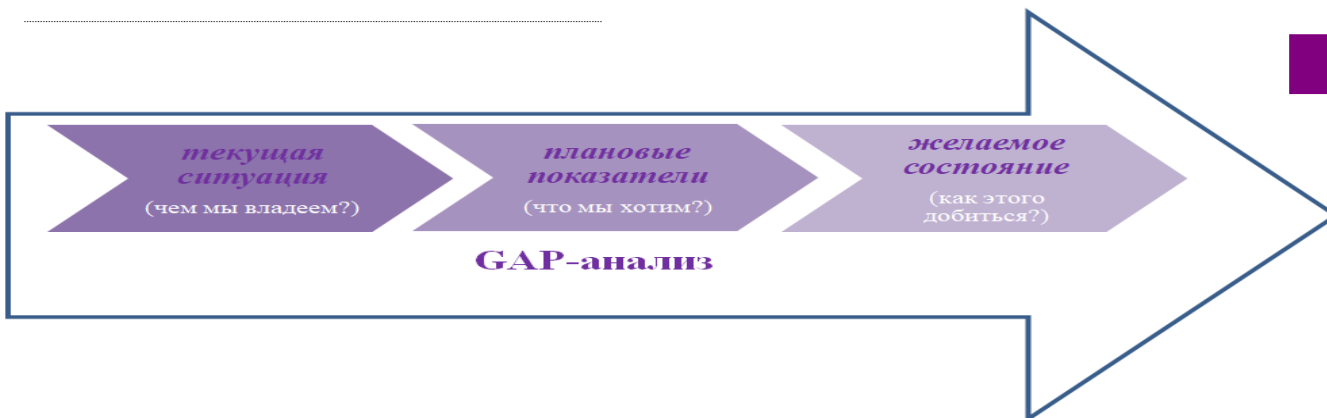 текущая
ситуация
(чем мы владеем?)
плановые
показатели
(что мы хотим?)
желаемое
состояние
(как этого
добиться?)
GAP-анализ